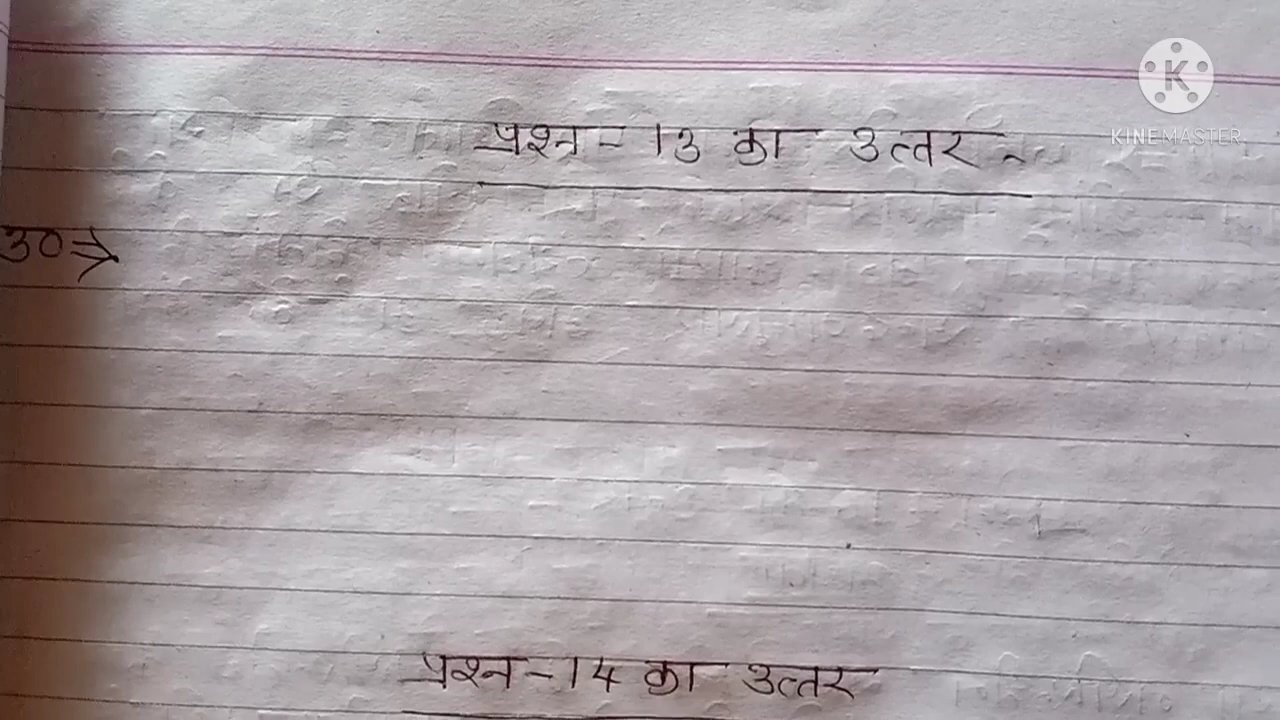 KINEMASTER
प्रश्न - 13 का उत्तर -
उ० →
प्रश्न - 14 का उत्तर